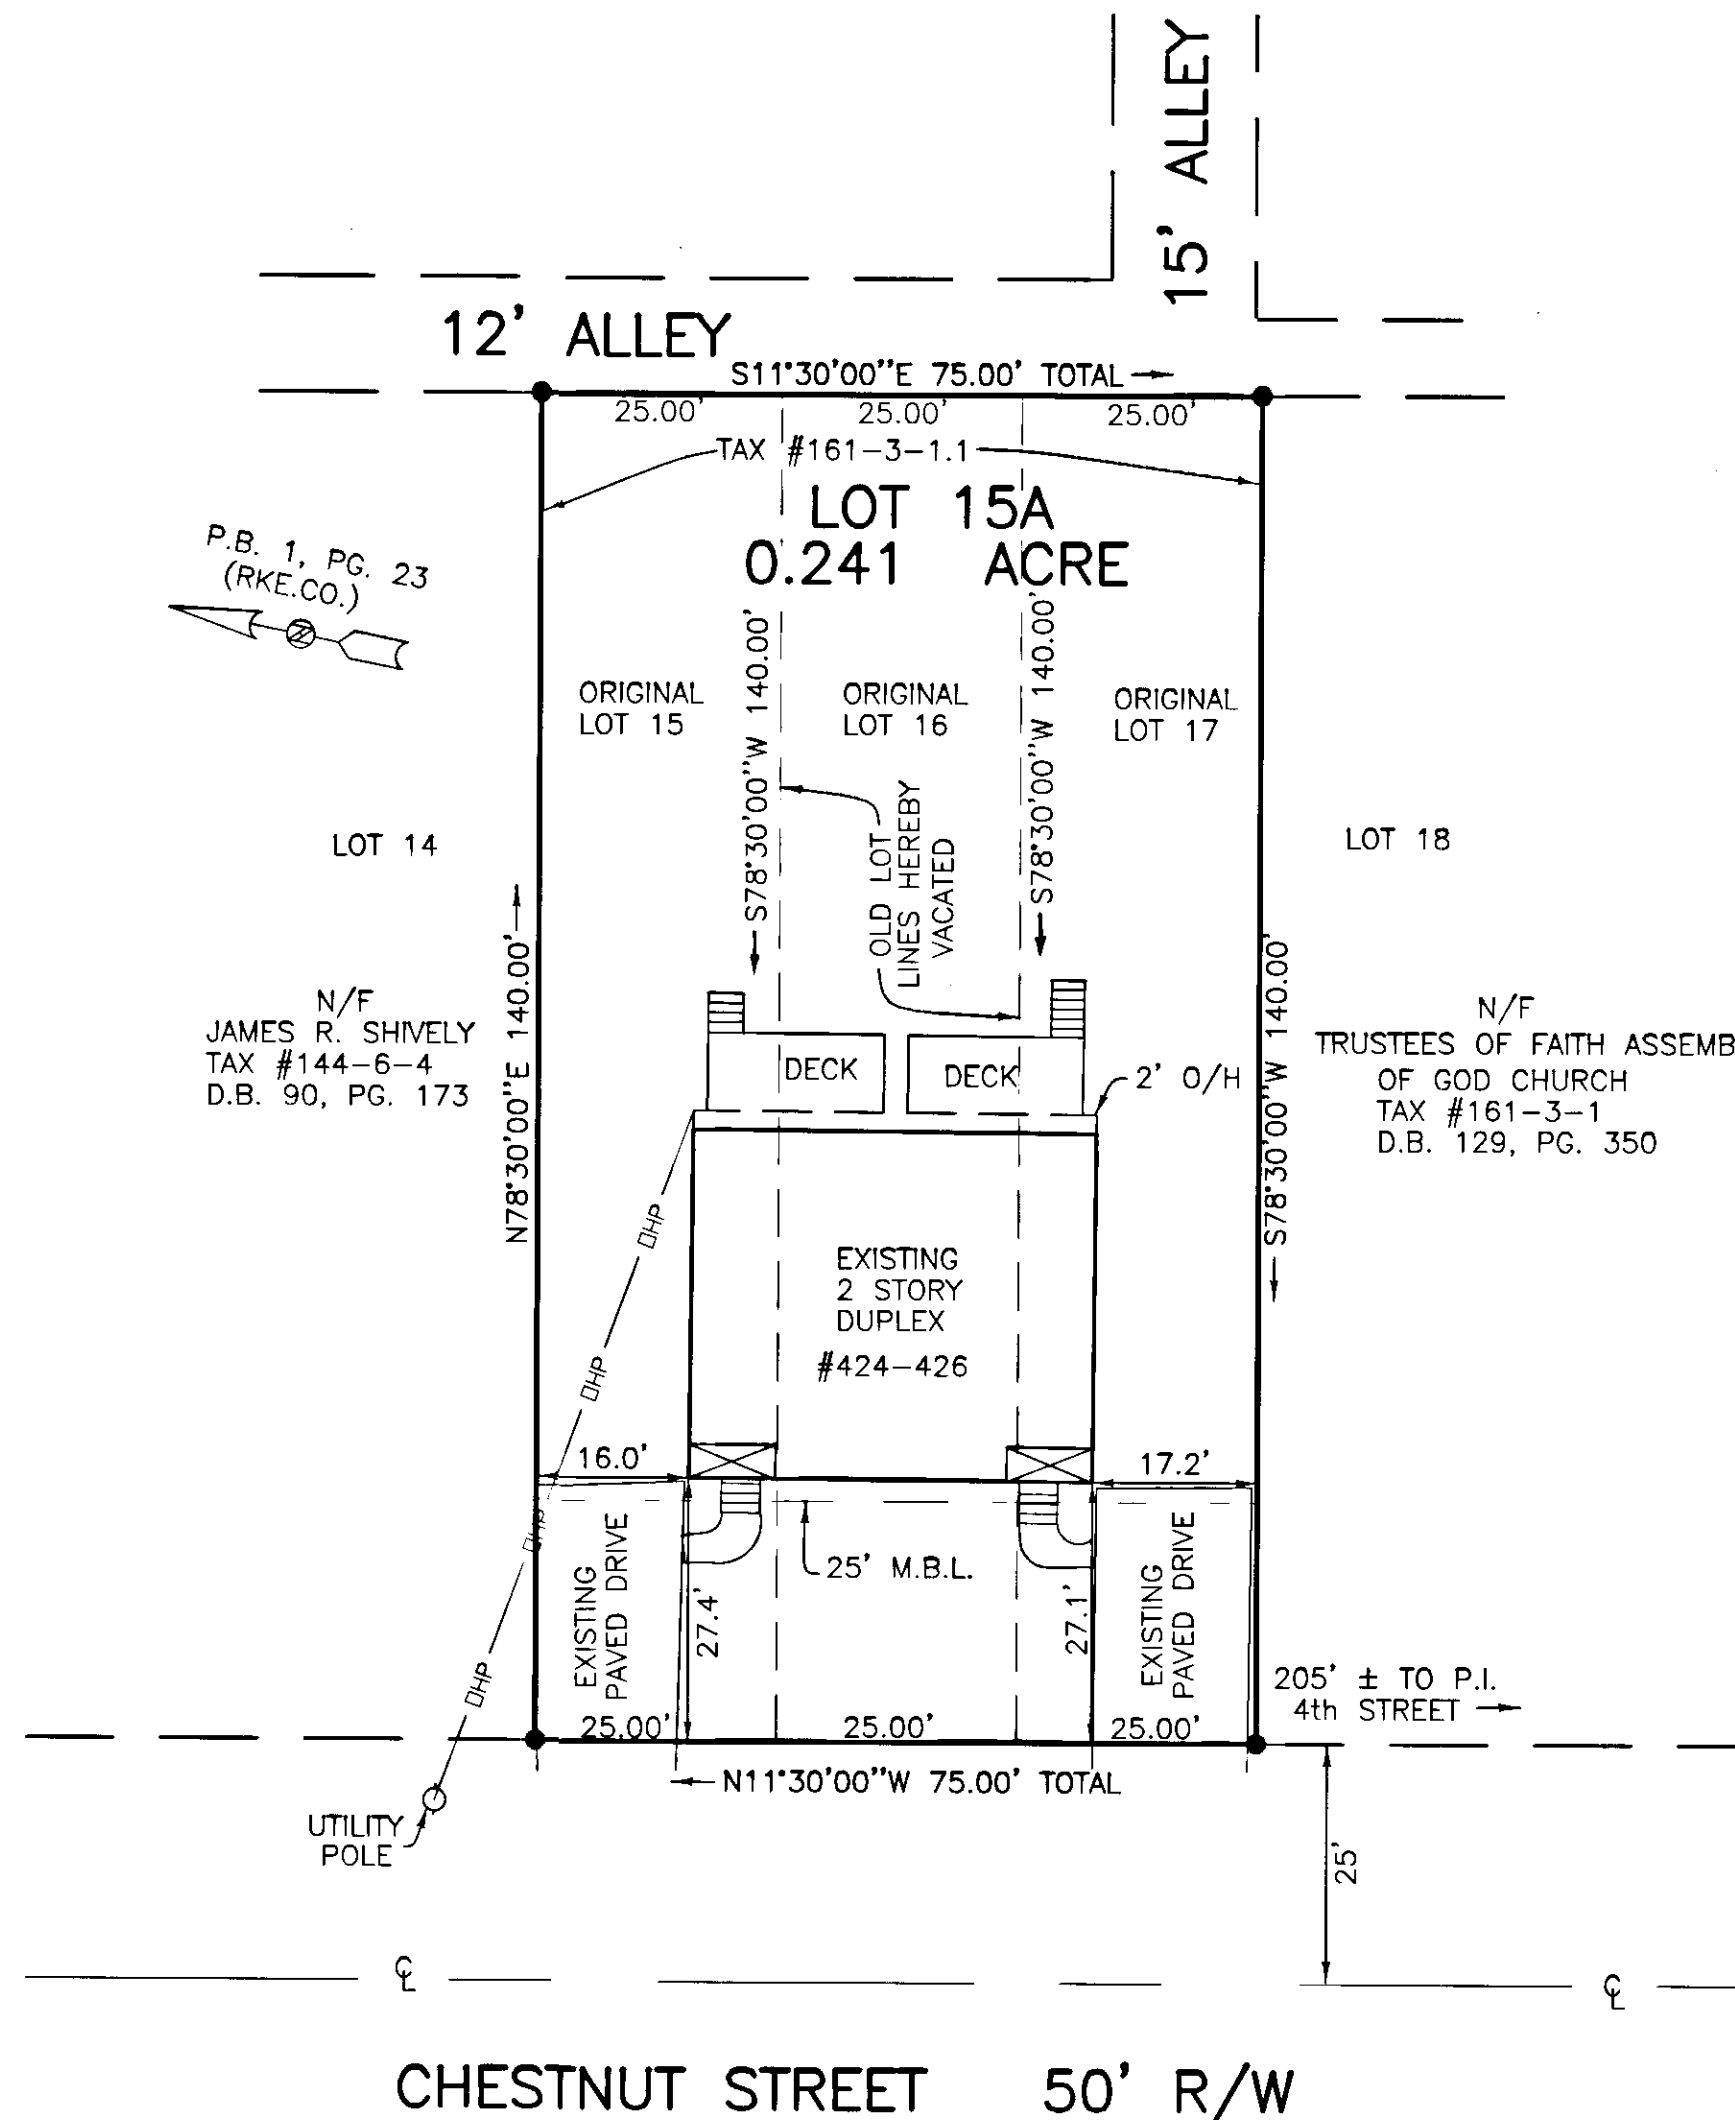 15' ALLEY
12' ALLEY
S11°30'00"E 75.00' TOTAL
25.00' 25.00' 25.00'
TAX #161-3-1.1
LOT 15A
0.241 ACRE
P.B. 1, PG. 23
(RKE.CO.)
ORIGINAL
LOT 15
S78°30'00"W 140.00'
ORIGINAL
LOT 16
S78°30'00"W 140.00'
ORIGINAL
LOT 17
OLD LOT
LINES HEREBY
VACATED
LOT 14
LOT 18
N78°30'00"E 140.00'
S78°30'00"W 140.00'
N/F
JAMES R. SHIVELY
TAX #144-6-4
D.B. 90, PG. 173
N/F
TRUSTEES OF FAITH ASSEMB
OF GOD CHURCH
TAX #161-3-1
D.B. 129, PG. 350
DECK
DECK
2' O/H
OHP
EXISTING
2 STORY
DUPLEX
#424-426
OHP
16.0'
17.2'
OHP
EXISTING
PAVED DRIVE
27.4'
25' M.B.L.
27.1'
EXISTING
PAVED DRIVE
OHP
205' ± TO P.I.
4th STREET
25.00' 25.00' 25.00'
N11°30'00"W 75.00' TOTAL
UTILITY
POLE
25'
℄ ℄
CHESTNUT STREET 50' R/W